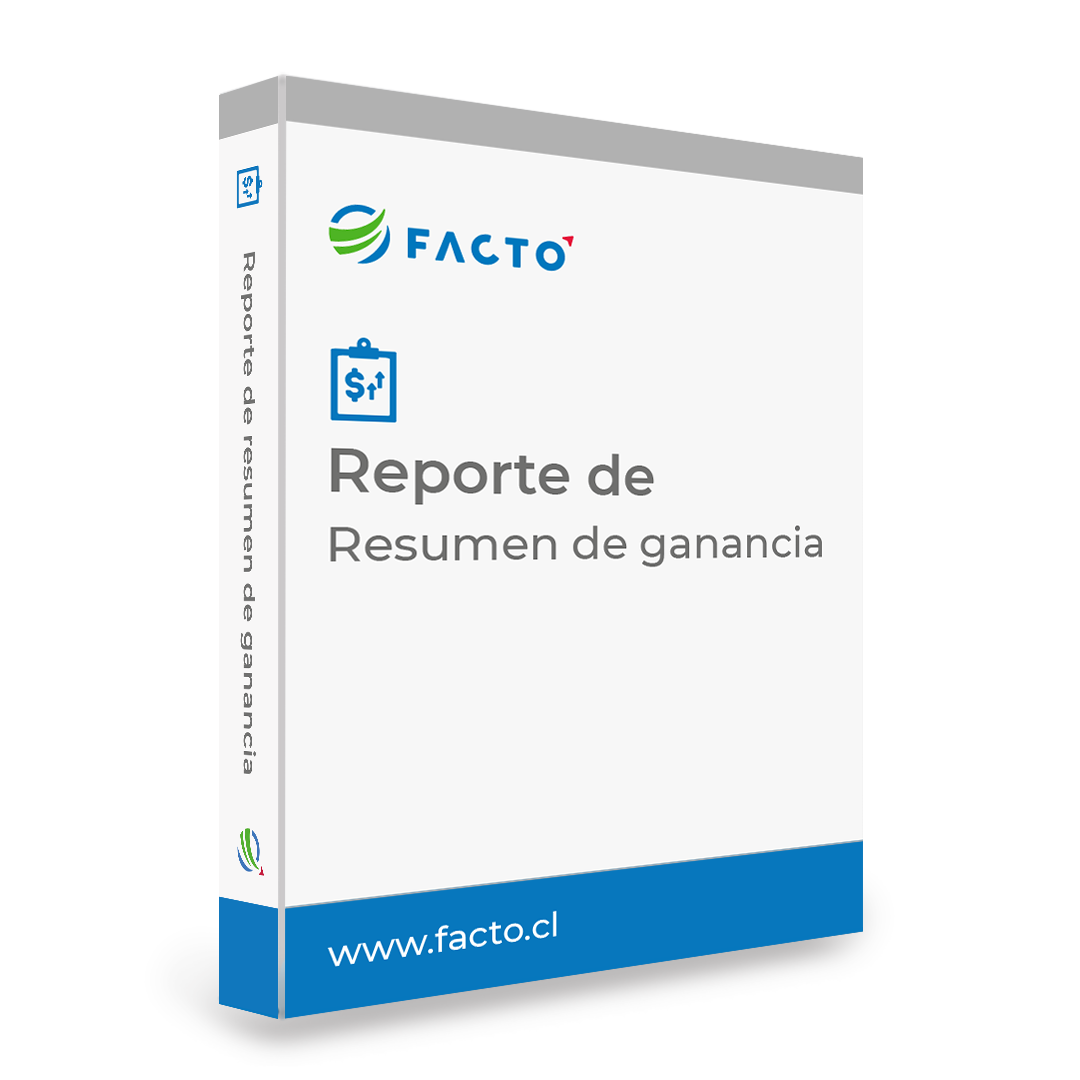 FACTO
Reporte de
Resumen de ganancia
www.facto.cl
Reporte de resumen de ganancia